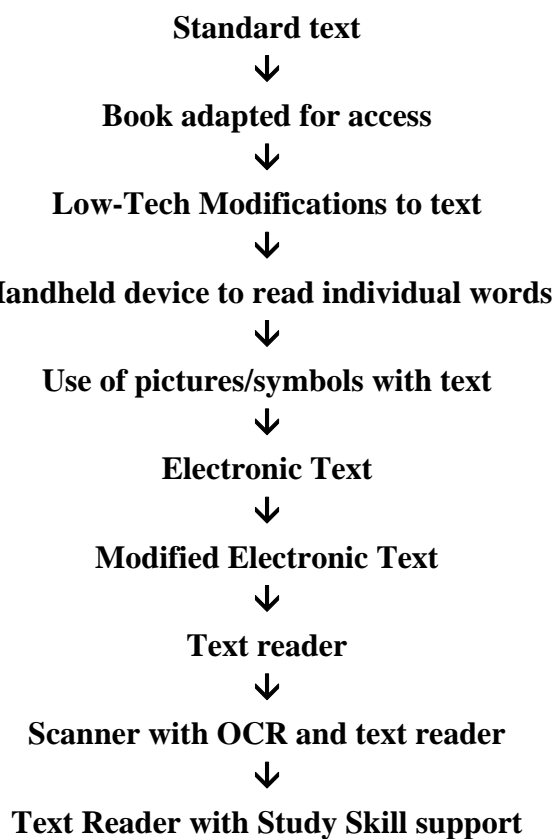 Standard text
↓
Book adapted for access
↓
Low-Tech Modifications to text
↓
Handheld device to read individual words
↓
Use of pictures/symbols with text
↓
Electronic Text
↓
Modified Electronic Text
↓
Text reader
↓
Scanner with OCR and text reader
↓
Text Reader with Study Skill support